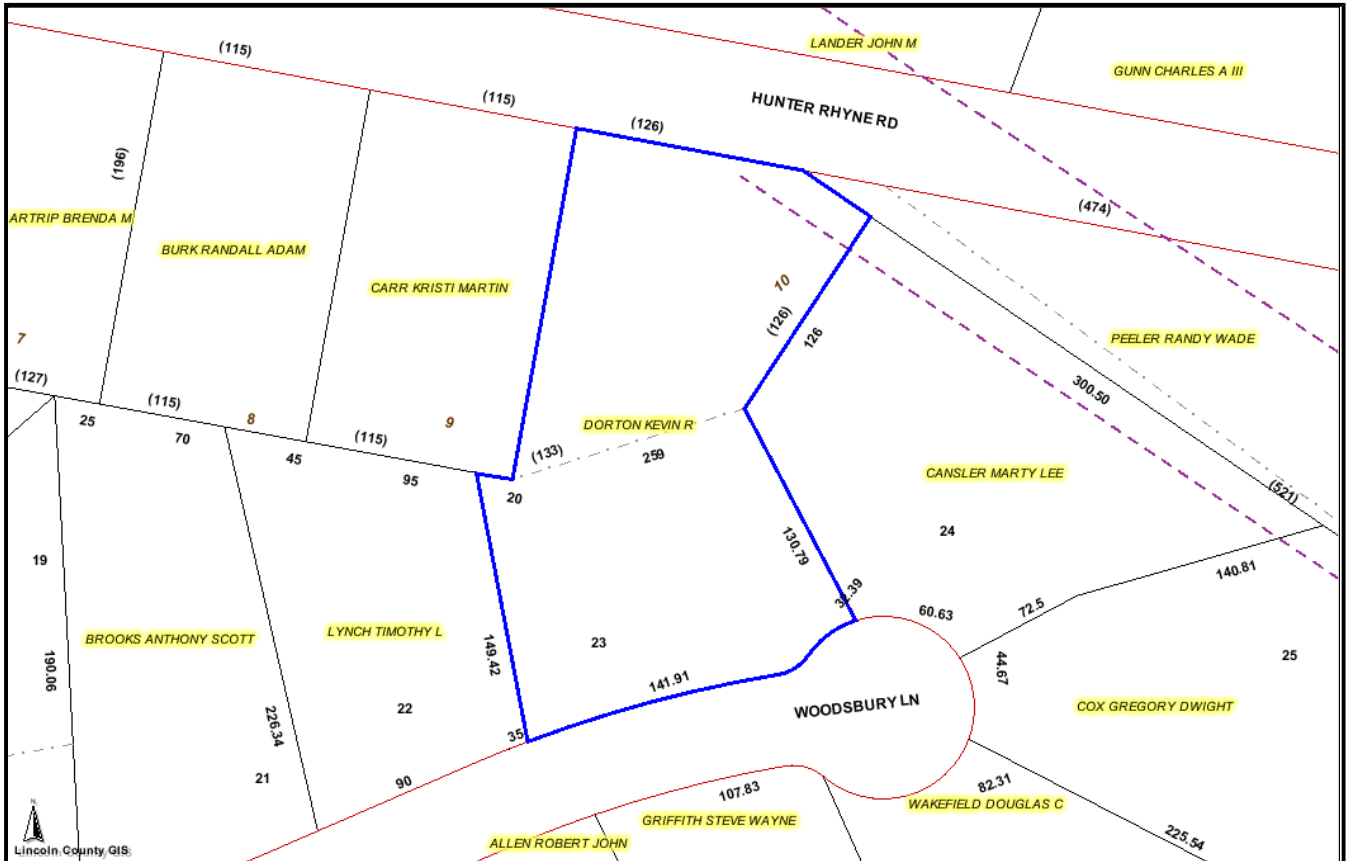 (115)
LANDER JOHN M
GUNN CHARLES A III
(115)
HUNTER RHYNE RD
(126)
(196)
(474)
ARTRIP BRENDA M
BURK RANDALL ADAM
CARR KRISTI MARTIN
10
(126)
126
7
PEELER RANDY WADE
(127)
300.50
25
(115)
8
70
9
(115)
45
DORTON KEVIN R
(133)
259
95
20
CANSLER MARTY LEE
(521)
24
130.79
19
140.81
32.39
60.63
72.5
BROOKS ANTHONY SCOTT
LYNCH TIMOTHY L
23
149.42
190.06
44.67
25
141.91
WOODSBURY LN
22
COX GREGORY DWIGHT
226.34
35
21
90
82.31
107.83
WAKEFIELD DOUGLAS C
GRIFFITH STEVE WAYNE
225.54
ALLEN ROBERT JOHN
N
Lincoln County GIS